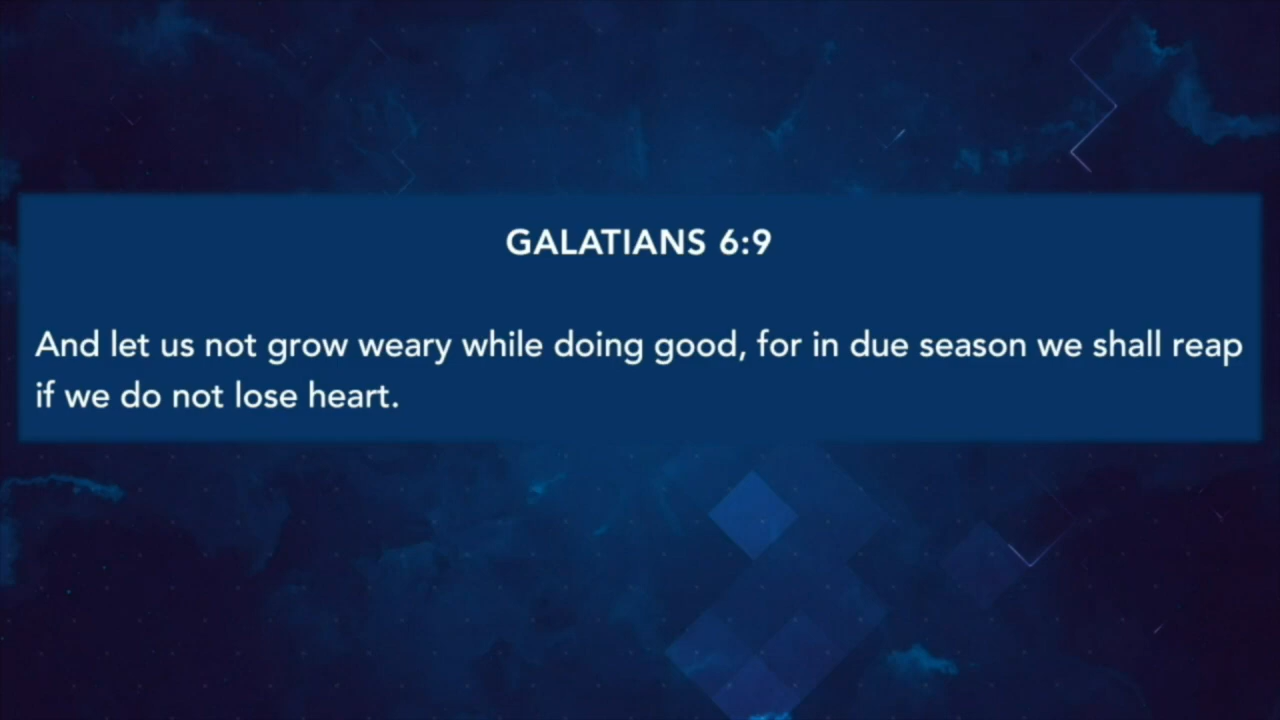 GALATIANS 6:9
And let us not grow weary while doing good, for in due season we shall reap
if we do not lose heart.